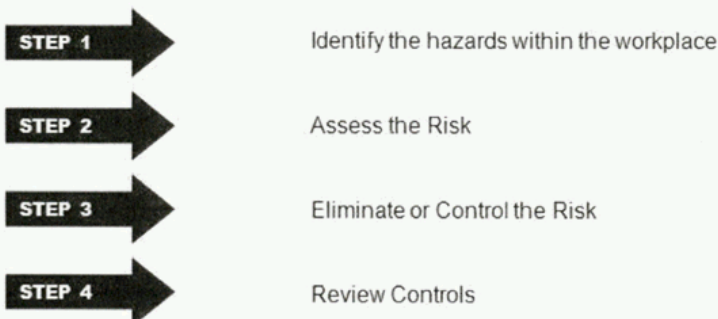 STEP 1 Identify the hazards within the workplace
STEP 2 Assess the Risk
STEP 3 Eliminate or Control the Risk
STEP 4 Review Controls